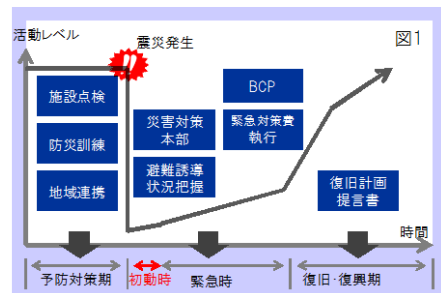 活動レベル
震災発生
図1
!!
施設点検
防災訓練
地域連携
災害対策
本部
避難誘導
状況把握
BCP
緊急対策費
執行
復旧計画
提言書
時間
予防対策期
初動時
緊急時
復旧・復興期